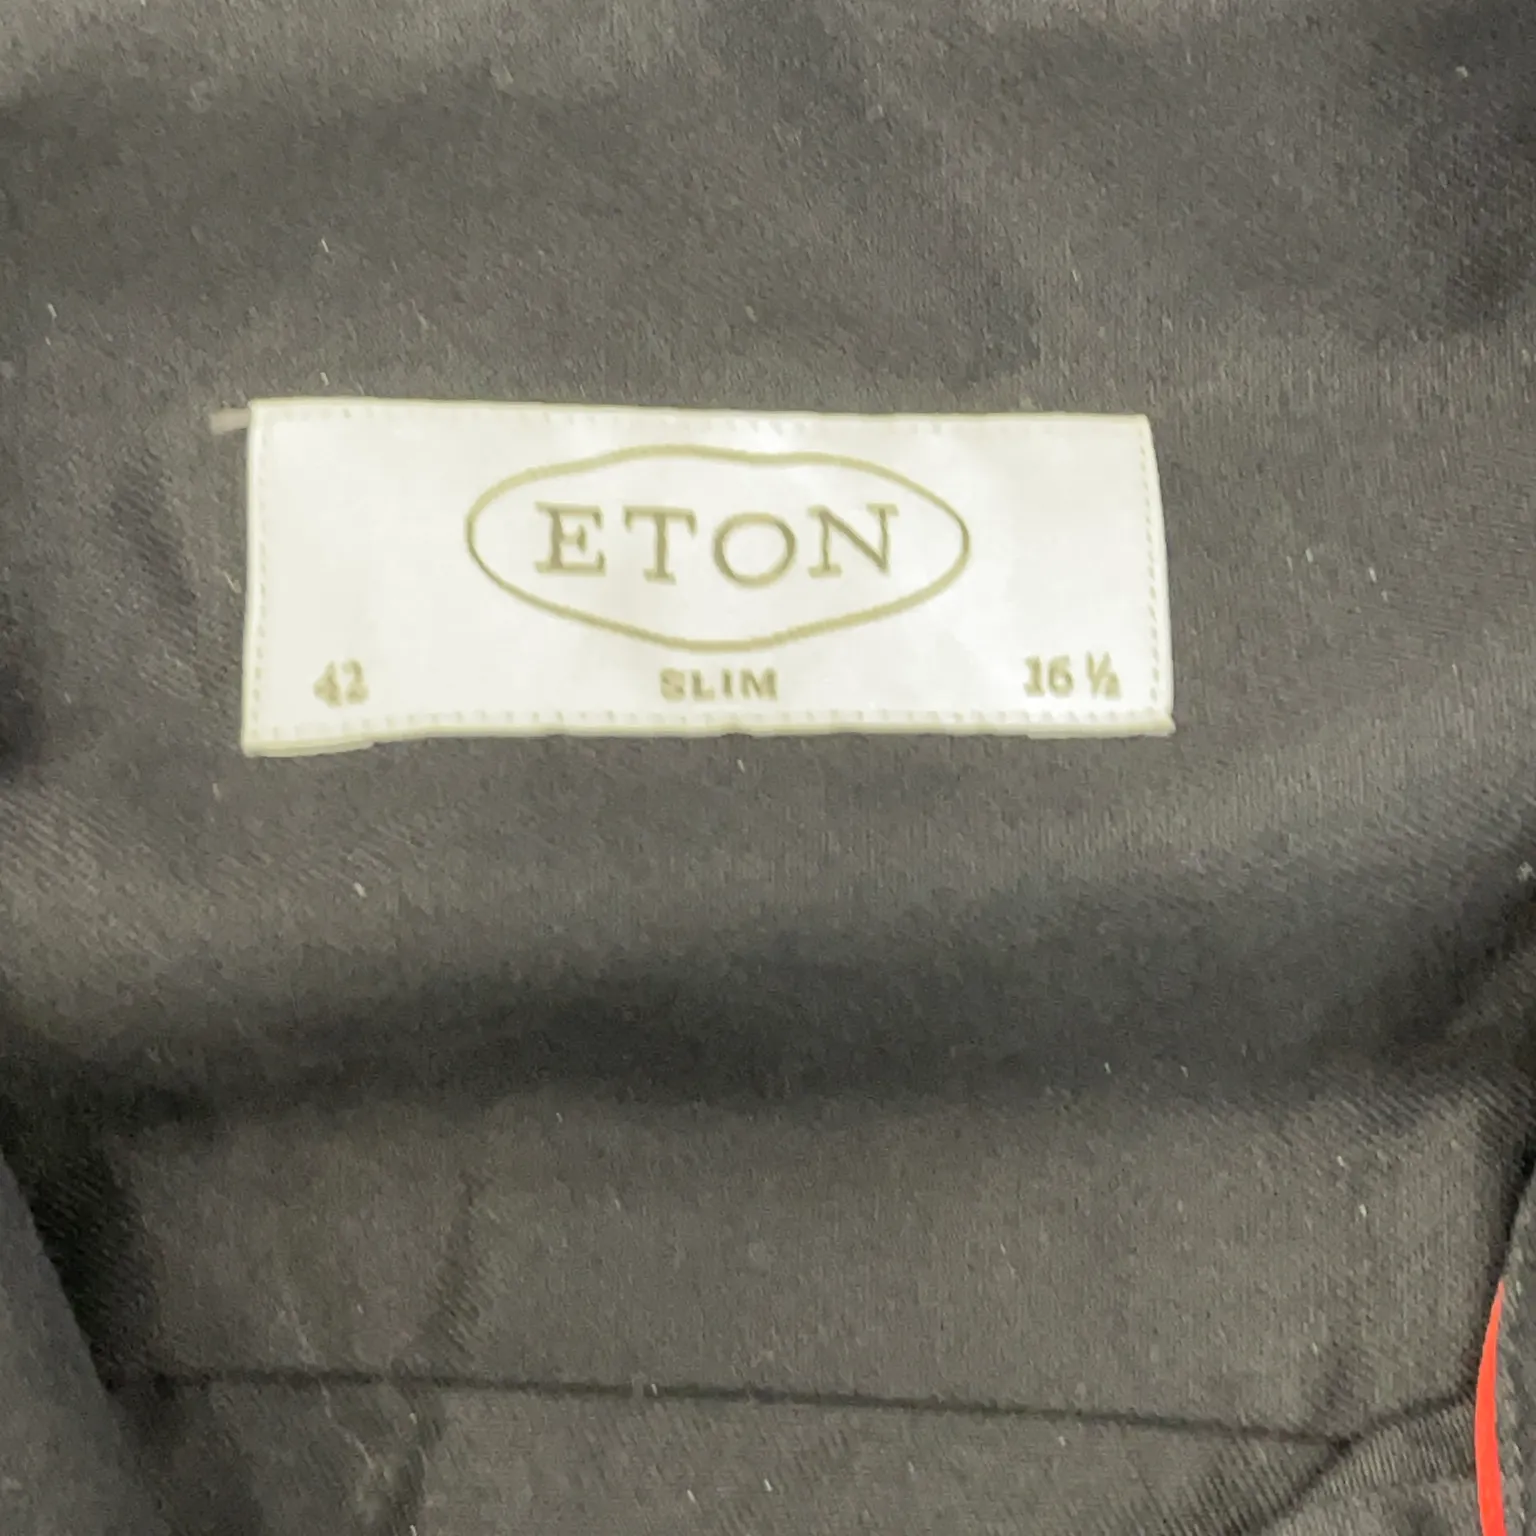 ETON
42 SLIM 16 ½